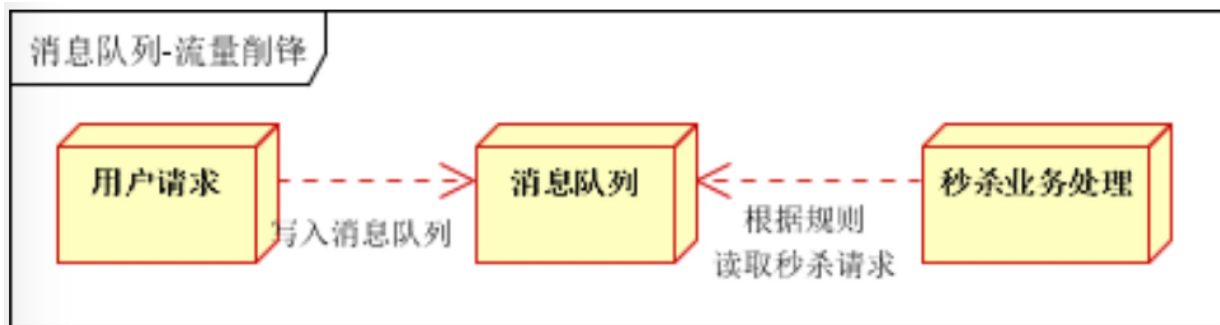 消息队列-流量削锋
用户请求
消息队列
秒杀业务处理
写入消息队列
根据规则
读取秒杀请求